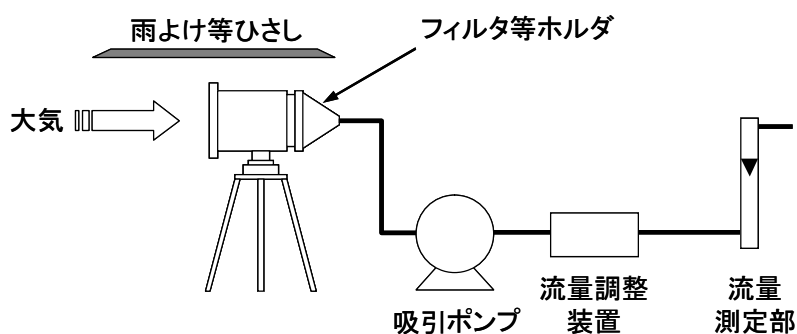 雨よけ等ひさし
フィルタ等ホルダ
大気
吸引ポンプ
流量調整
装置
流量
測定部